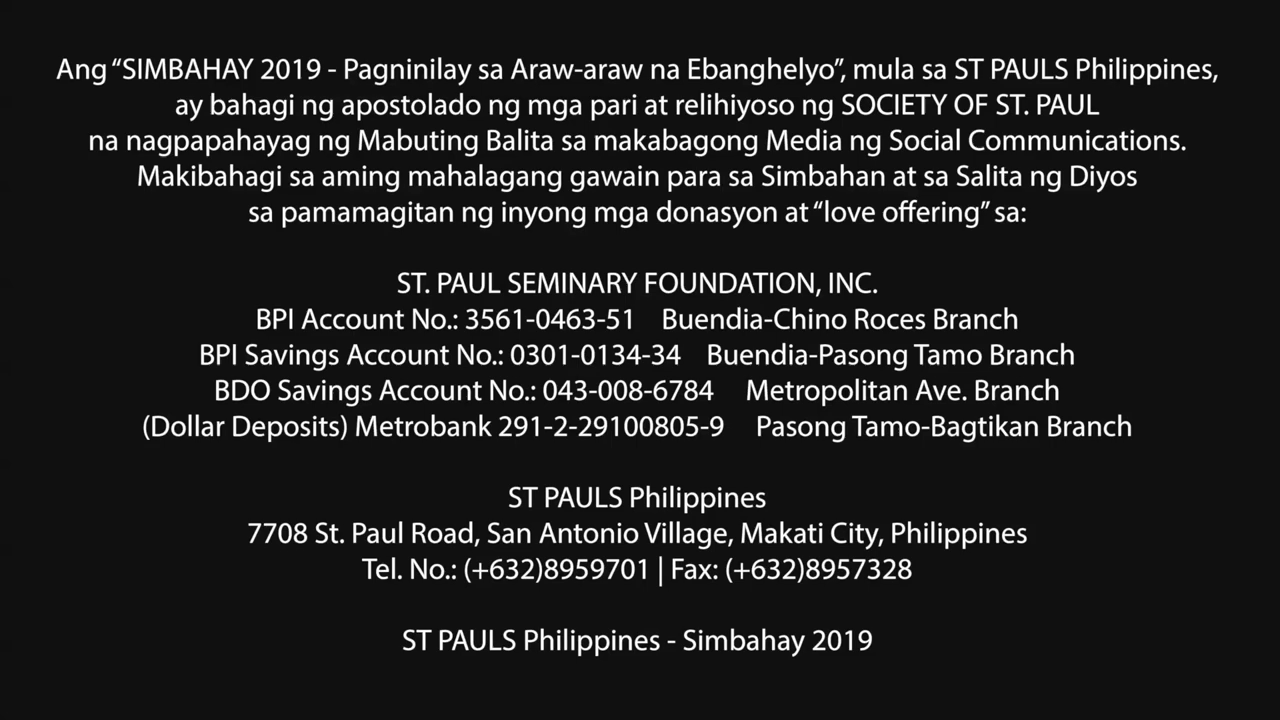 Ang “SIMBAHAY 2019 - Pagninilay sa Araw-araw na Ebanghelyo”, mula sa ST PAULS Philippines,
ay bahagi ng apostolado ng mga pari at relihiyoso ng SOCIETY OF ST. PAUL
na nagpapahayag ng Mabuting Balita sa makabagong Media ng Social Communications.
Makibahagi sa aming mahalagang gawain para sa Simbahan at sa Salita ng Diyos
sa pamamagitan ng inyong mga donasyon at “love offering” sa:
ST. PAUL SEMINARY FOUNDATION, INC.
BPI Account No.: 3561-0463-51 Buendia-Chino Roces Branch
BPI Savings Account No.: 0301-0134-34 Buendia-Pasong Tamo Branch
BDO Savings Account No.: 043-008-6784 Metropolitan Ave. Branch
(Dollar Deposits) Metrobank 291-2-29100805-9 Pasong Tamo-Bagtikan Branch
ST PAULS Philippines
7708 St. Paul Road, San Antonio Village, Makati City, Philippines
Tel. No.: (+632)8959701 | Fax: (+632)8957328
ST PAULS Philippines - Simbahay 2019